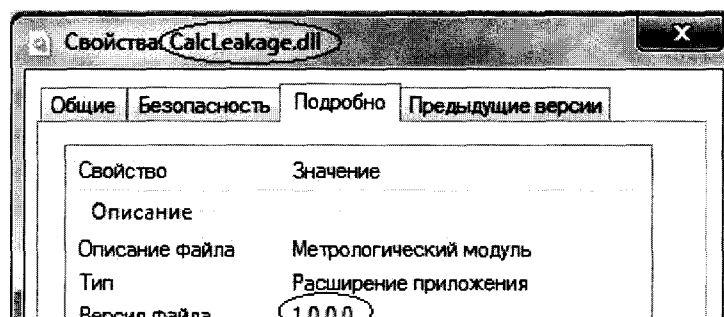 Свойства: CalcLeakage.dll
X
Общие Безопасность Подробно Предыдущие версии
Свойство Значение
Описание
Описание файла Метрологический модуль
Тип Расширение приложения
Версия файла 1.0.0.0